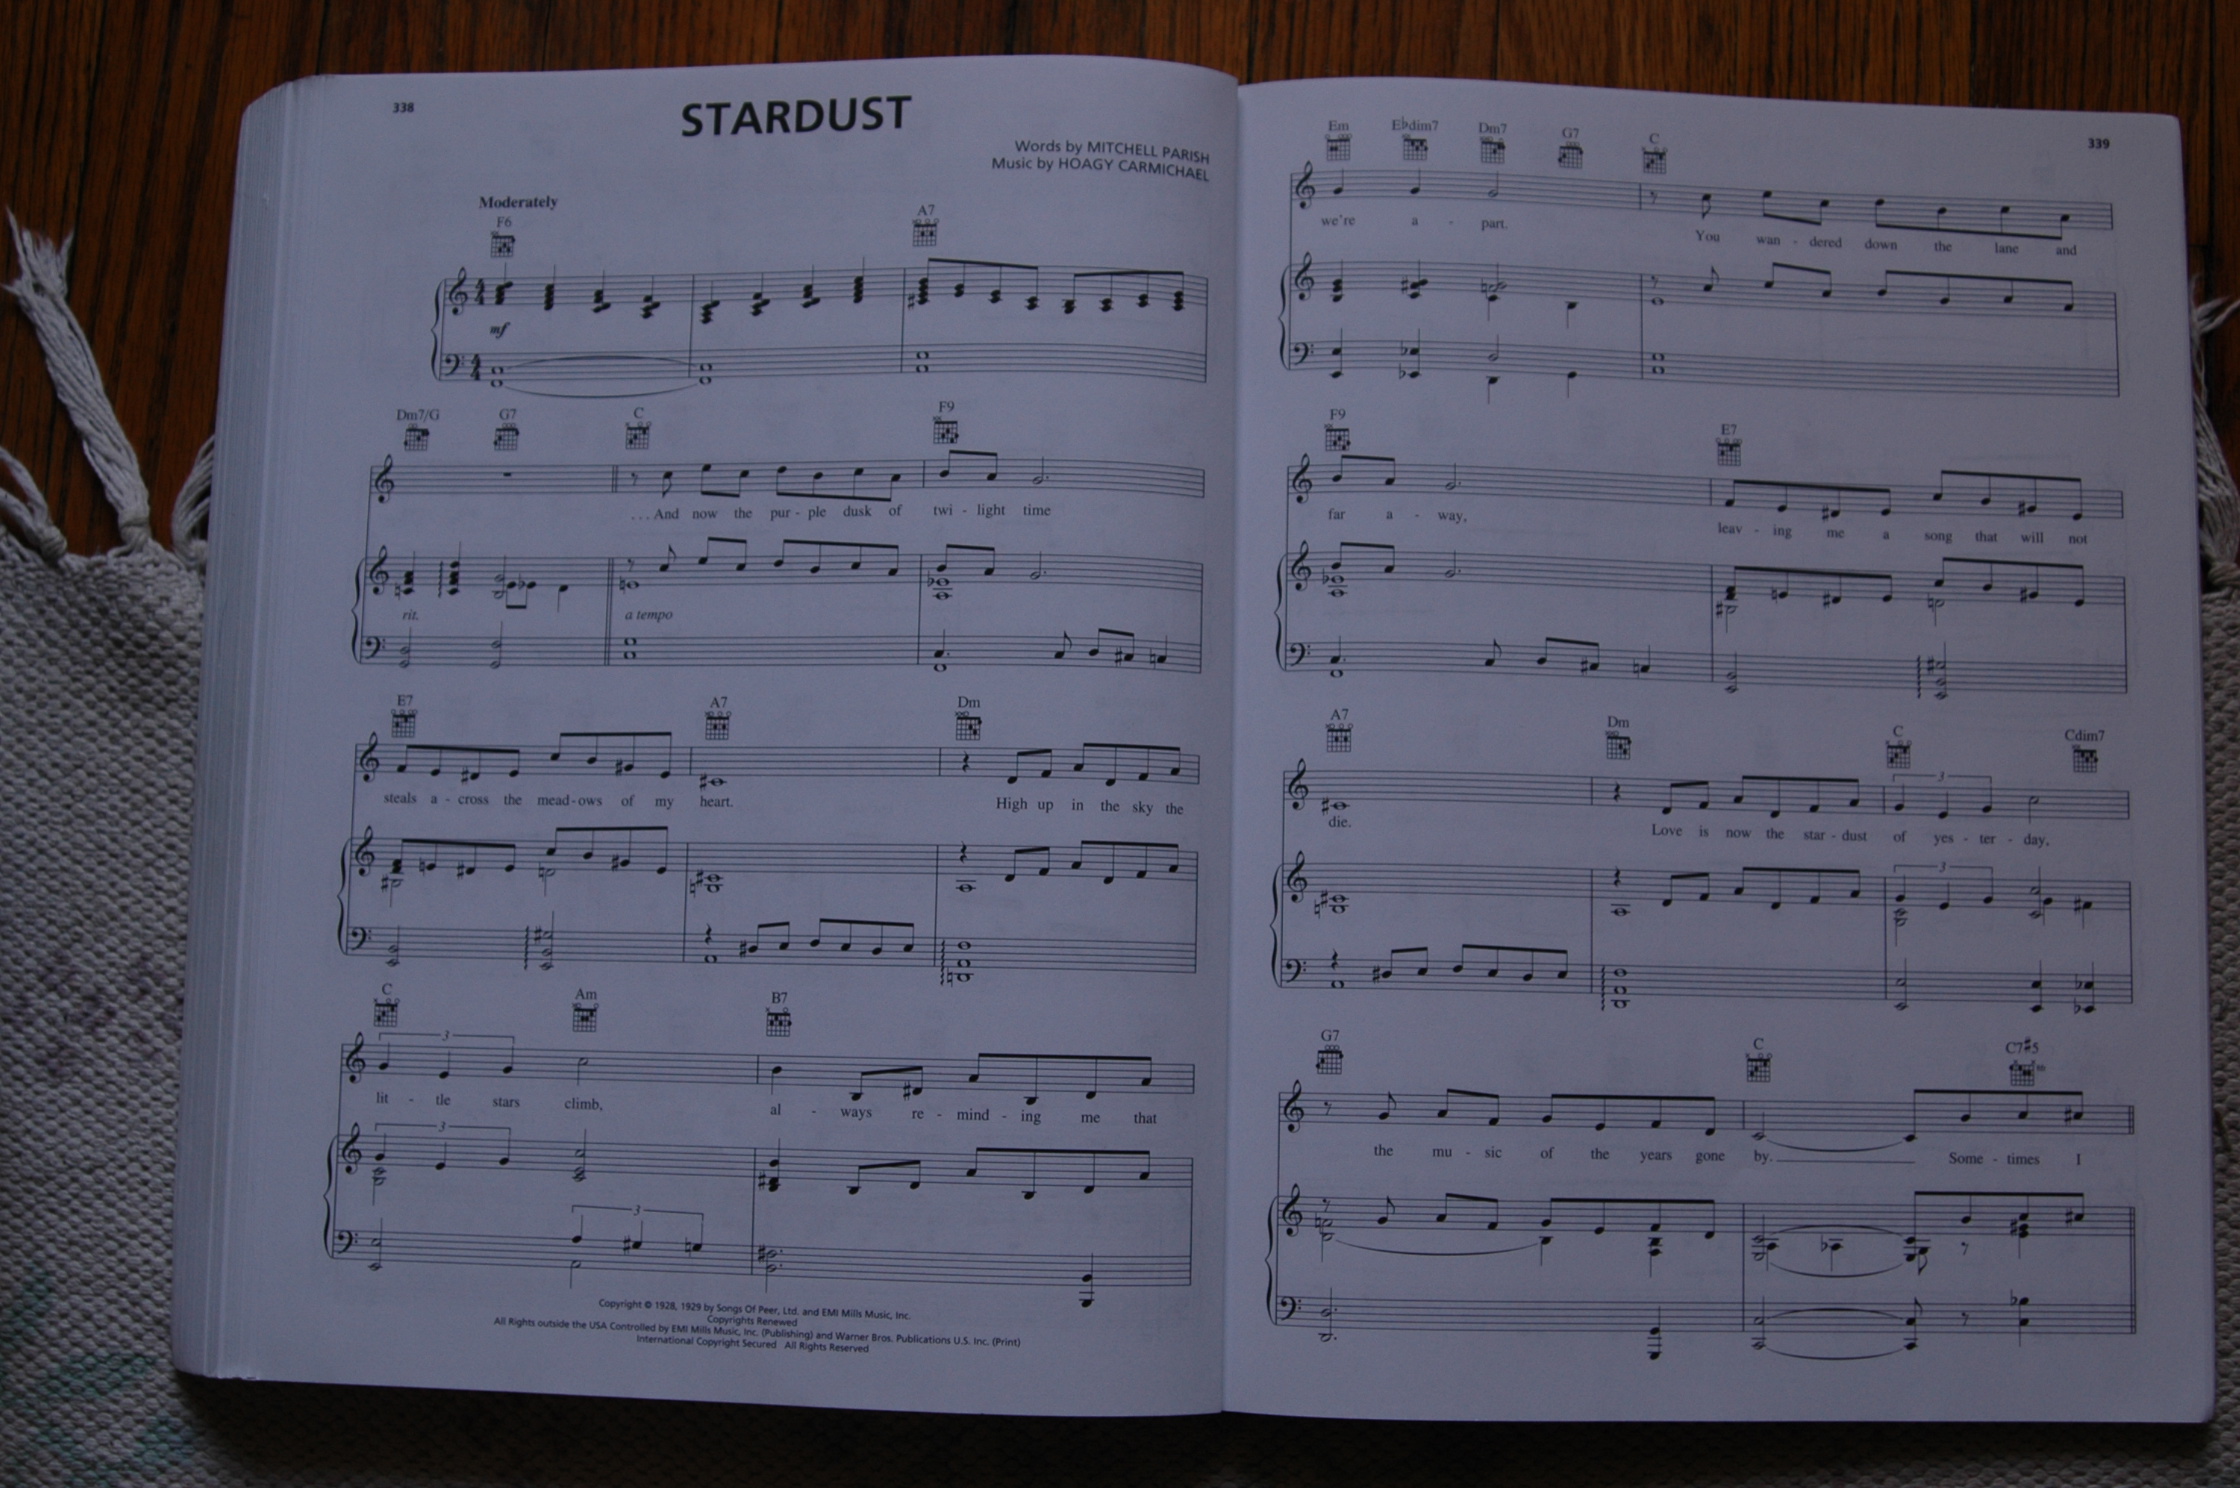 338
STARDUST
Words by MITCHELL PARISH
Music by HOAGY CARMICHAEL
Moderately
F6 A7
mf
Dm7/G G7 C F9
...And now the pur - ple dusk of twi - light time
rit. a tempo
E7 A7 Dm
steals a - cross the mead - ows of my heart. High up in the sky the
C Am B7
3
lit - tle stars climb, al - ways re - mind - ing me that
3
3
Copyright © 1928, 1929 by Songs Of Peer, Ltd. and EMI Mills Music, Inc.
Copyrights Renewed
All Rights outside the USA Controlled by EMI Mills Music, Inc. (Publishing) and Warner Bros. Publications U.S. Inc. (Print)
International Copyright Secured All Rights Reserved
339
Em E♭dim7 Dm7 G7 C
we're a - part. You wan - dered down the lane and
F9 E7
far a - way, leav - ing me a song that will not
A7 Dm C Cdim7
3
die. Love is now the star - dust of yes - ter - day,
3
G7 C C7♯5
the mu - sic of the years gone by. Some - times I